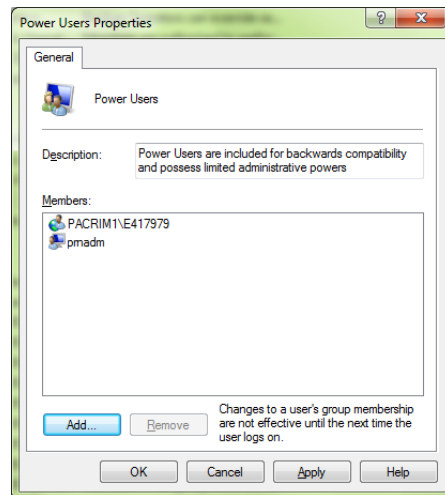 Power Users Properties
General
Power Users
Description:
Power Users are included for backwards compatibility
and possess limited administrative powers
Members:
PACRIM1\E417979
pmadm
Add...
Remove
Changes to a user's group membership
are not effective until the next time the
user logs on.
OK
Cancel
Apply
Help